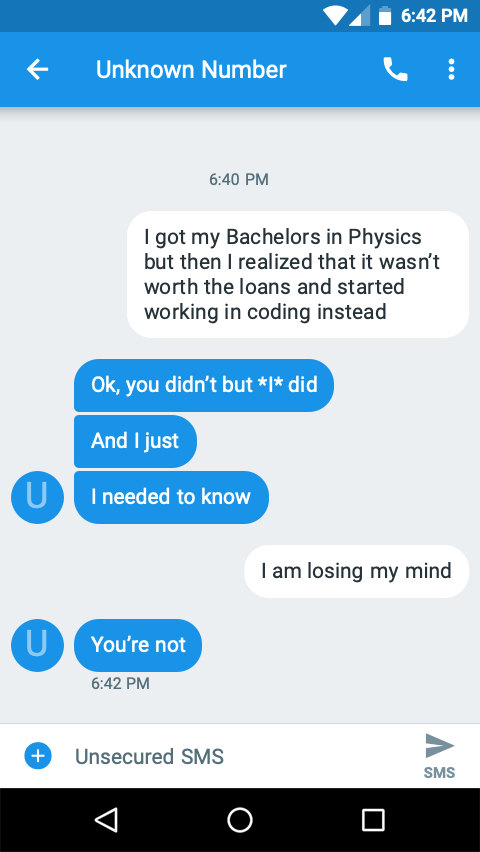 6:42 PM
Unknown Number
6:40 PM
I got my Bachelors in Physics
but then I realized that it wasn’t
worth the loans and started
working in coding instead
Ok, you didn’t but *I* did
And I just
U
I needed to know
I am losing my mind
U
You’re not
6:42 PM
Unsecured SMS
SMS